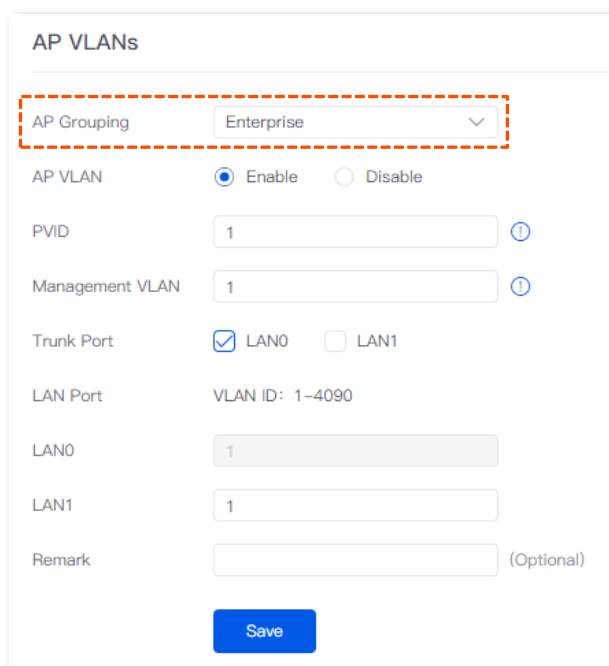 AP VLANs
AP Grouping Enterprise
AP VLAN Enable Disable
PVID 1
Management VLAN 1
Trunk Port LAN0 LAN1
LAN Port VLAN ID: 1-4090
LAN0 1
LAN1 1
Remark (Optional)
Save